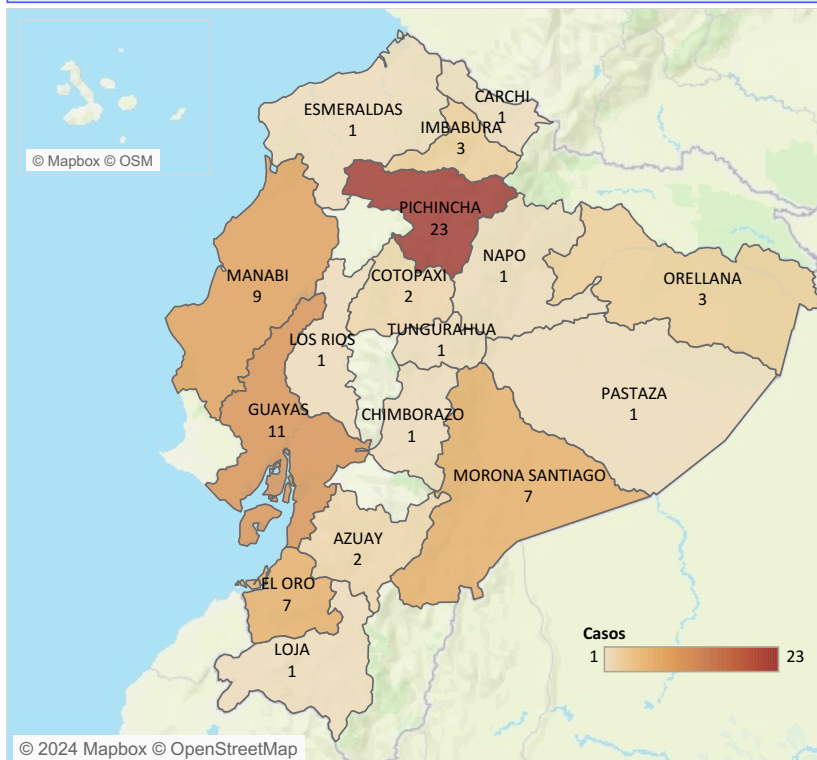 © Mapbox © OSM
ESMERALDAS
1
CARCHI
1
IMBABURA
3
PICHINCHA
23
NAPO
1
ORELLANA
3
MANABI
9
COTOPAXI
2
LOS RIOS
1
TUNGURAHUA
1
PASTAZA
1
GUAYAS
11
CHIMBORAZO
1
MORONA SANTIAGO
7
AZUAY
2
EL ORO
7
LOJA
1
Casos
1 23
© 2024 Mapbox © OpenStreetMap